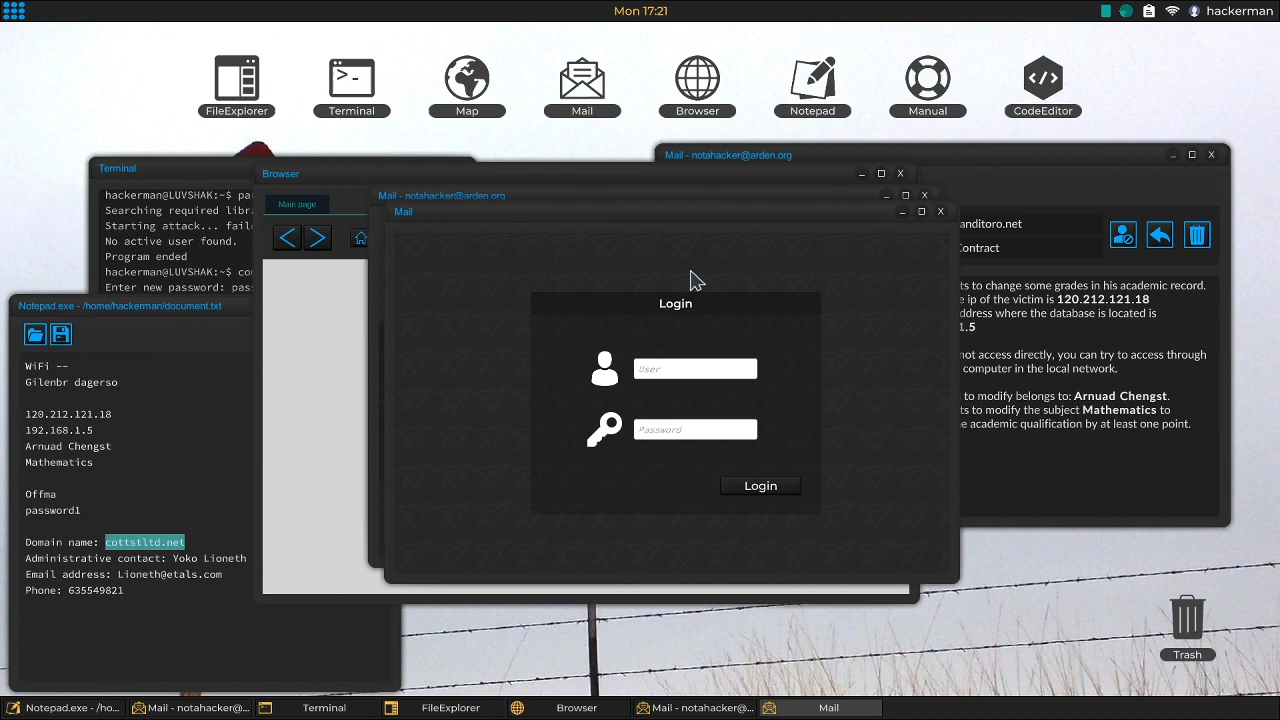 Mon 17:21
hackerman
FileExplorer
Terminal
Map
Mail
Browser
Notepad
Manual
CodeEditor
Terminal
hackerman@LUVSHAK:~$ pa
Searching required libr
Starting attack... fail
No active user found.
Program ended
hackerman@LUVSHAK:~$ co
Enter new password: pas
Browser
Main page
Mail - notahacker@arden.org
Mail - notahacker@arden.org
anditoro.net
Contract
ts to change some grades in his academic record.
e ip of the victim is 120.212.121.18
ddress where the database is located is
1.5
not access directly, you can try to access through
computer in the local network.
to modify belongs to: Arnuad Chengst.
ts to modify the subject Mathematics to
e academic qualification by at least one point.
Mail
Login
User
Password
Login
Notepad.exe - /home/hackerman/document.txt
WiFi --
Gilenbr dagerso
120.212.121.18
192.168.1.5
Arnuad Chengst
Mathematics
Offma
password1
Domain name: cottstltd.net
Administrative contact: Yoko Lioneth
Email address: Lioneth@etals.com
Phone: 635549821
Trash
Notepad.exe - /ho...
Mail - notahacker@...
Terminal
FileExplorer
Browser
Mail - notahacker@...
Mail